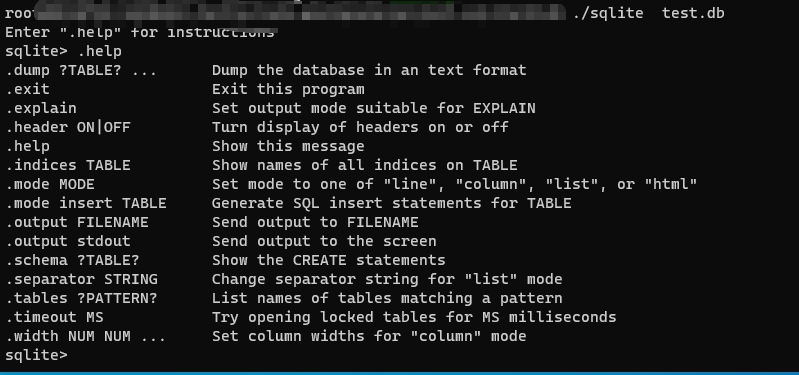 root ./sqlite test.db
Enter ".help" for instructions
sqlite> .help
.dump ?TABLE? ... Dump the database in an text format
.exit Exit this program
.explain Set output mode suitable for EXPLAIN
.header ON|OFF Turn display of headers on or off
.help Show this message
.indices TABLE Show names of all indices on TABLE
.mode MODE Set mode to one of "line", "column", "list", or "html"
.mode insert TABLE Generate SQL insert statements for TABLE
.output FILENAME Send output to FILENAME
.output stdout Send output to the screen
.schema ?TABLE? Show the CREATE statements
.separator STRING Change separator string for "list" mode
.tables ?PATTERN? List names of tables matching a pattern
.timeout MS Try opening locked tables for MS milliseconds
.width NUM NUM ... Set column widths for "column" mode
sqlite>